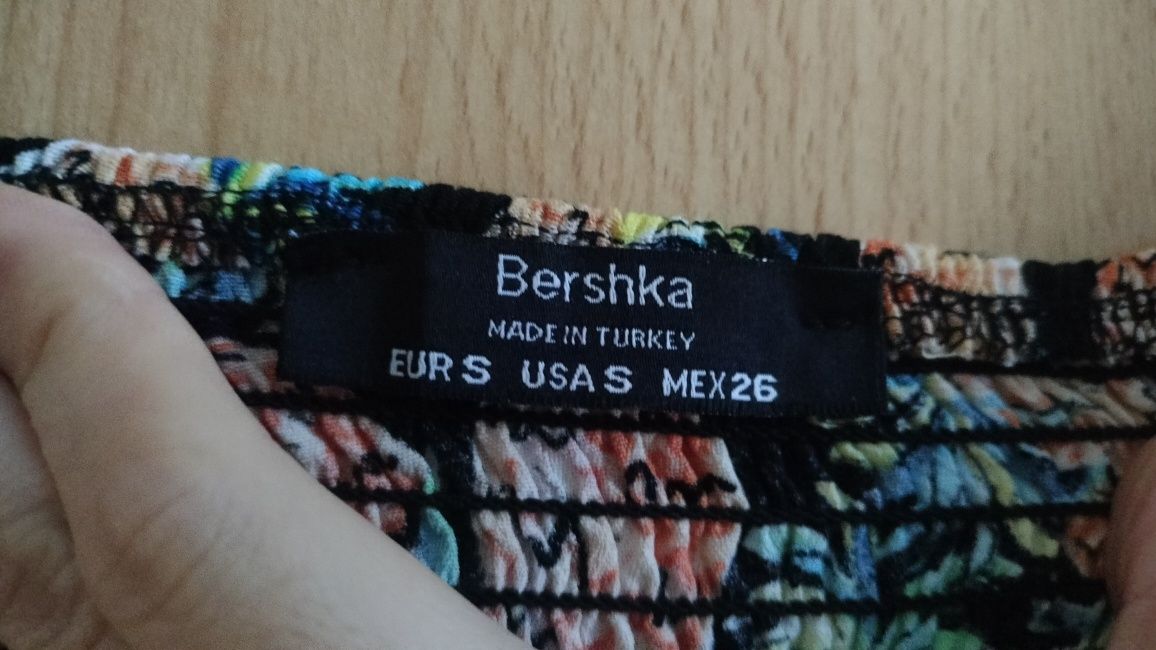 Bershka
MADE IN TURKEY
EUR S USA S MEX 26